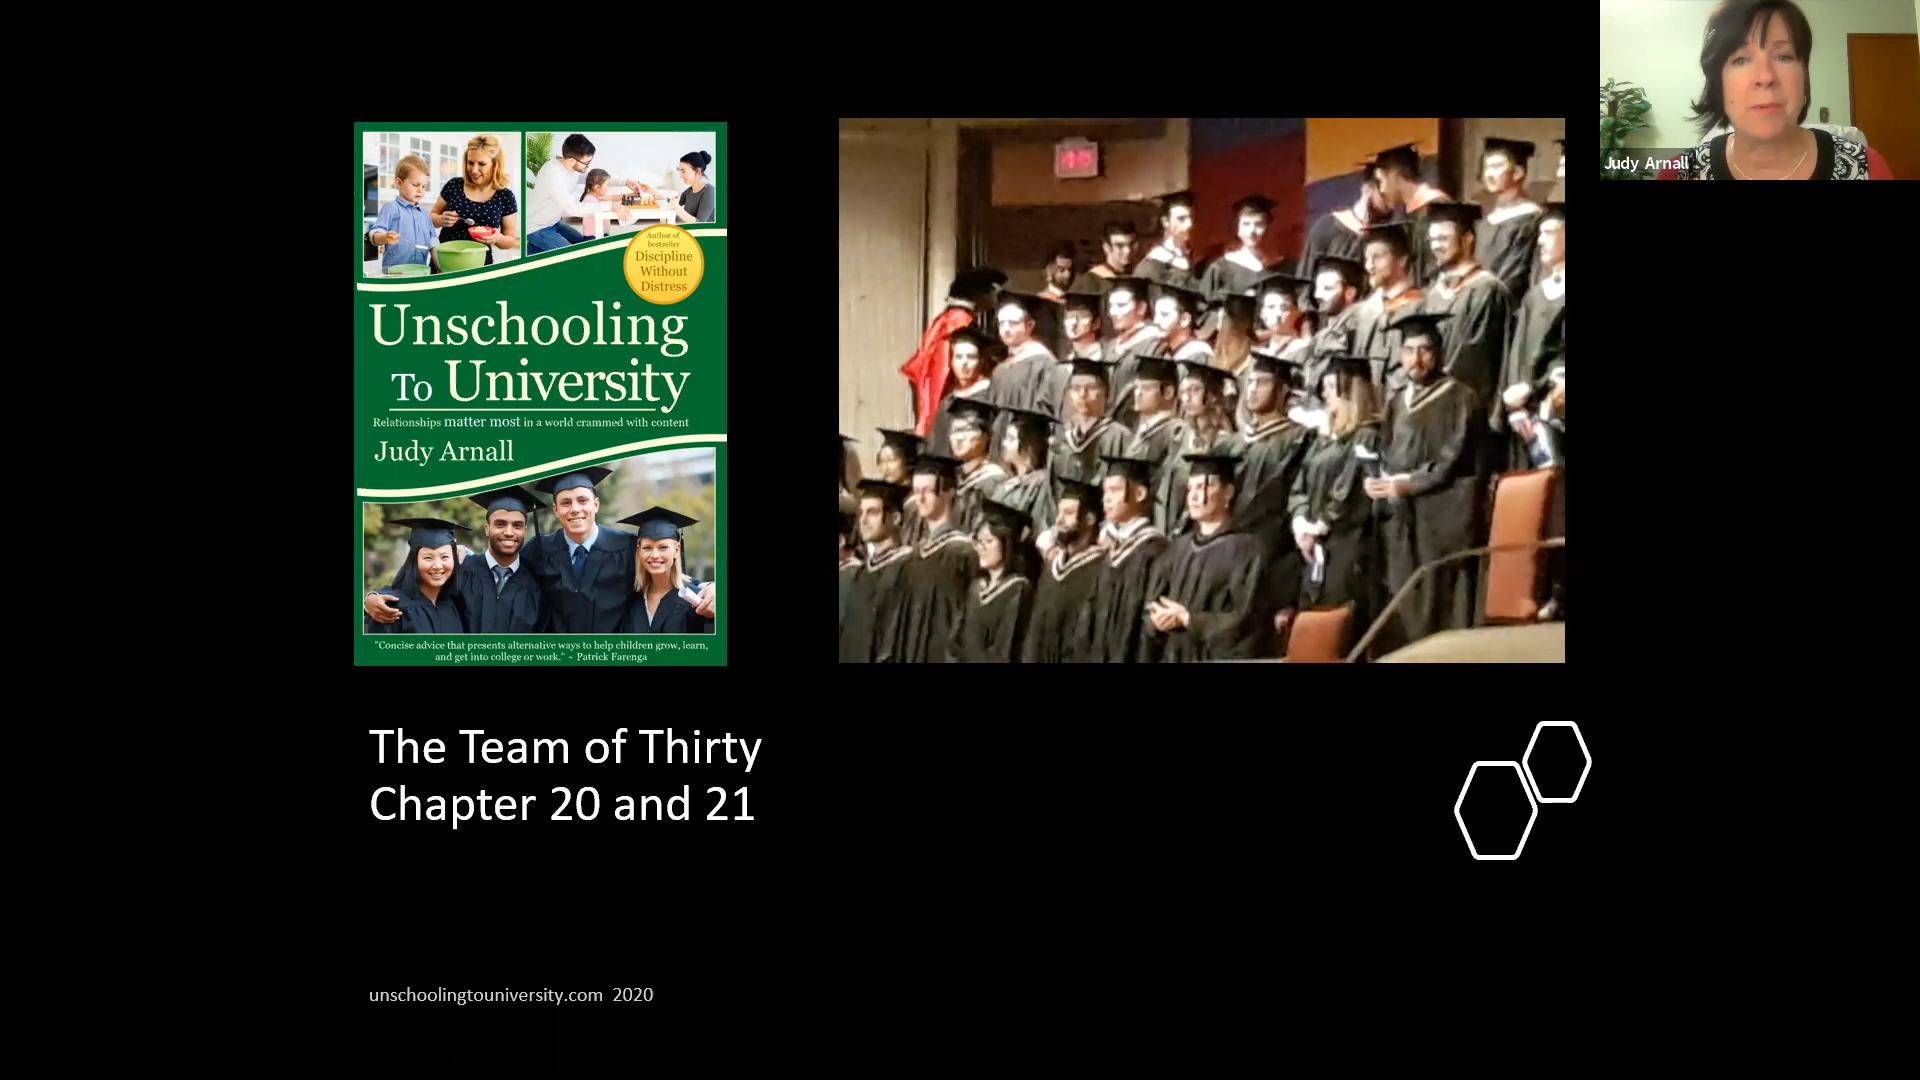 Judy Arnall
Author of
bestseller
Discipline
Without
Distress
Unschooling
To University
Relationships matter most in a world crammed with content
Judy Arnall
"Concise advice that presents alternative ways to help children grow, learn,
and get into college or work." ~ Patrick Farenga
The Team of Thirty
Chapter 20 and 21
unschoolingtouniversity.com 2020